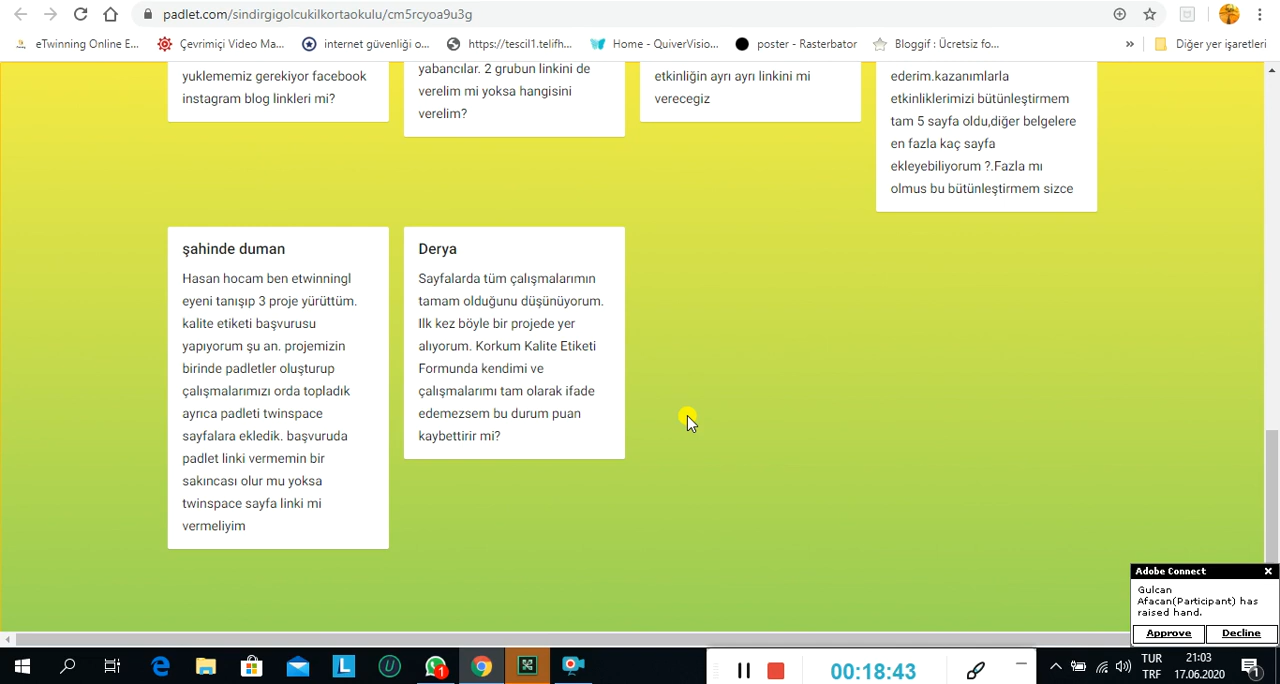 padlet.com/sindirgigolcukilkortaokulu/cm5rcyoa9u3g
eTwinning Online E...
Çevrimiçi Video Ma...
internet güvenliği o...
https://tescil1.telifh...
Home - QuiverVisio...
poster - Rasterbator
Bloggif : Ücretsiz fo...
»
Diğer yer işaretleri
yuklememiz gerekiyor facebook
instagram blog linkleri mi?
yabancılar. 2 grubun linkini de
verelim mi yoksa hangisini
verelim?
etkinliğin ayrı ayrı linkini mi
verecegiz
ederim.kazanımlarla
etkinliklerimizi bütünleştirmem
tam 5 sayfa oldu,diğer belgelere
en fazla kaç sayfa
ekleyebiliyorum ?.Fazla mı
olmus bu bütünleştirmem sizce
şahinde duman
Hasan hocam ben etwinningl
eyeni tanışıp 3 proje yürüttüm.
kalite etiketi başvurusu
yapıyorum şu an. projemizin
birinde padletler oluşturup
çalışmalarımızı orda topladık
ayrıca padleti twinspace
sayfalara ekledik. başvuruda
padlet linki vermemin bir
sakıncası olur mu yoksa
twinspace sayfa linki mi
vermeliyim
Derya
Sayfalarda tüm çalışmalarımın
tamam olduğunu düşünüyorum.
Ilk kez böyle bir projede yer
alıyorum. Korkum Kalite Etiketi
Formunda kendimi ve
çalışmalarımı tam olarak ifade
edemezsem bu durum puan
kaybettirir mi?
Adobe Connect
Gulcan
Afacan(Participant) has
raised hand.
Approve
Decline
00:18:43
TUR
TRF
21:03
17.06.2020